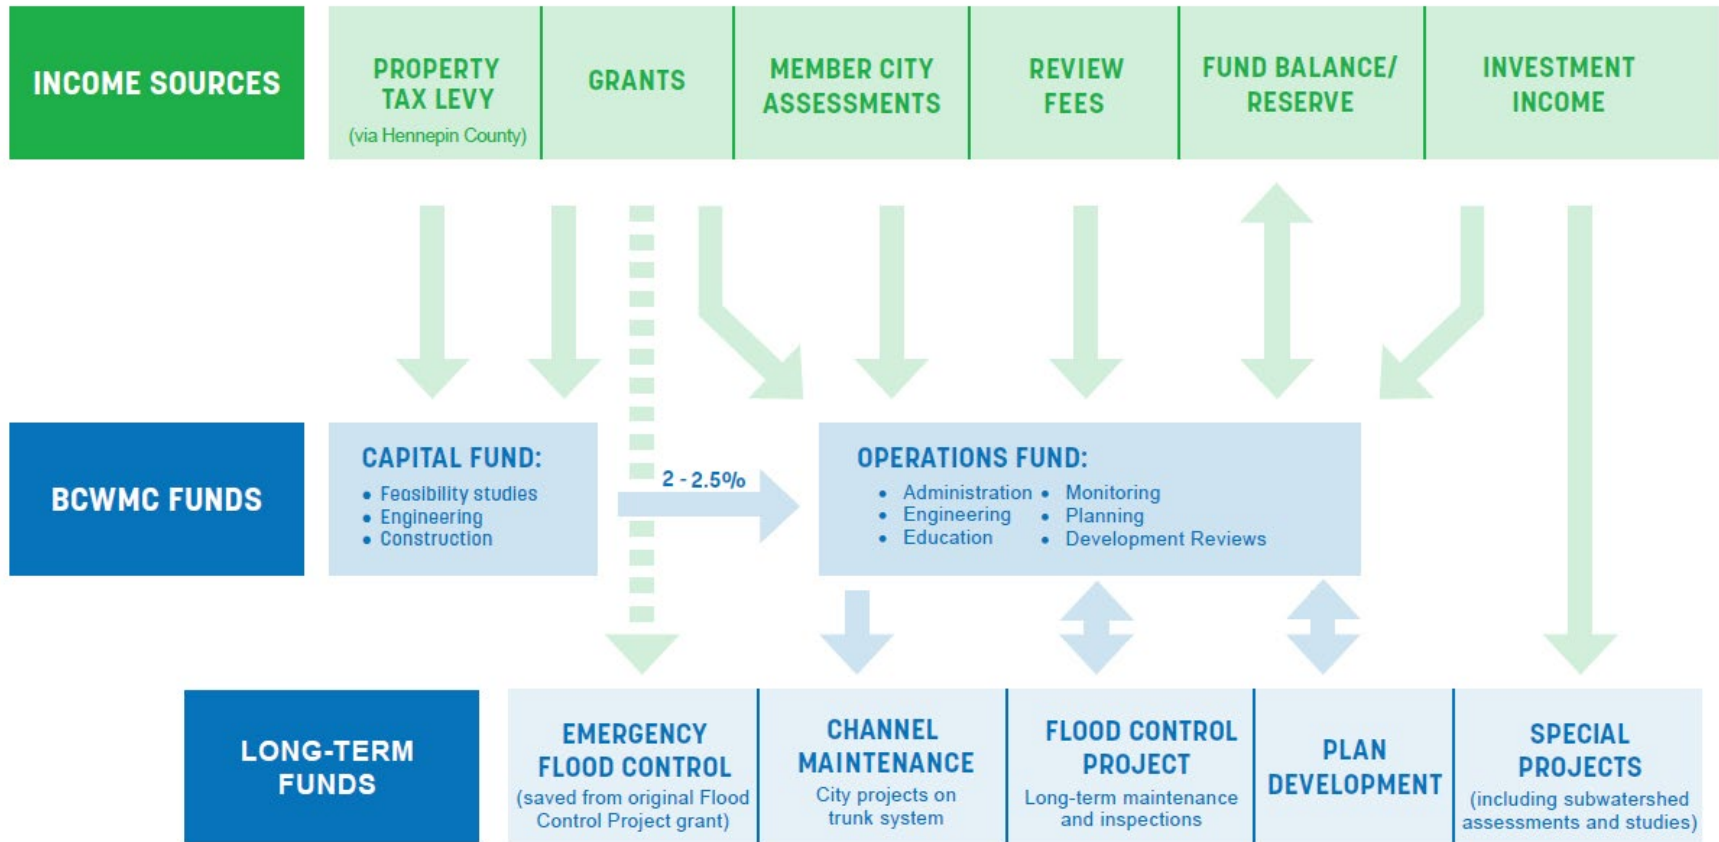 INCOME SOURCES
PROPERTY
TAX LEVY
(via Hennepin County)
GRANTS
MEMBER CITY
ASSESSMENTS
REVIEW
FEES
FUND BALANCE/
RESERVE
INVESTMENT
INCOME
BCWMC FUNDS
CAPITAL FUND:
• Feasibility studies
• Engineering
• Construction
2 - 2.5%
OPERATIONS FUND:
• Administration
• Engineering
• Education
• Monitoring
• Planning
• Development Reviews
LONG-TERM
FUNDS
EMERGENCY
FLOOD CONTROL
(saved from original Flood
Control Project grant)
CHANNEL
MAINTENANCE
City projects on
trunk system
FLOOD CONTROL
PROJECT
Long-term maintenance
and inspections
PLAN
DEVELOPMENT
SPECIAL
PROJECTS
(including subwatershed
assessments and studies)